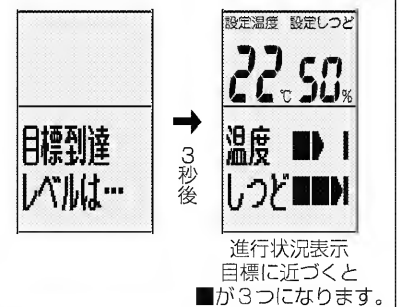 目標到達
レベルは…
3秒後
設定温度 設定しつど
22℃ 50%
温度
しつど
進行状況表示
目標に近づくと
■が3つになります。